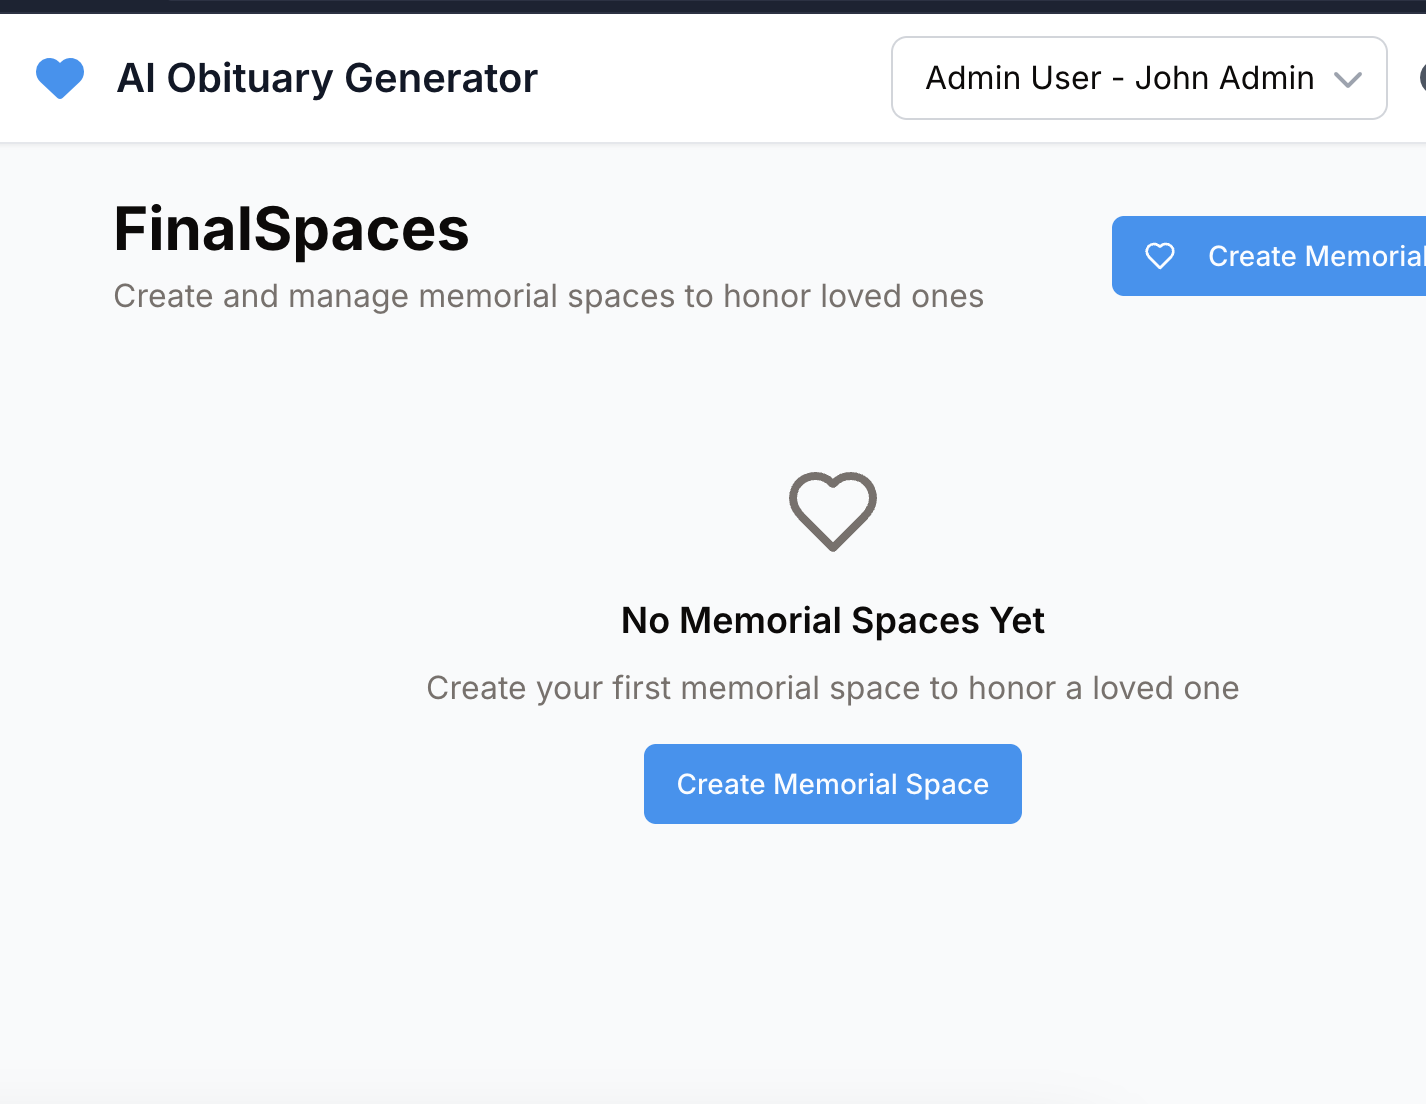 AI Obituary Generator
Admin User - John Admin
FinalSpaces
Create and manage memorial spaces to honor loved ones
Create Memorial
No Memorial Spaces Yet
Create your first memorial space to honor a loved one
Create Memorial Space